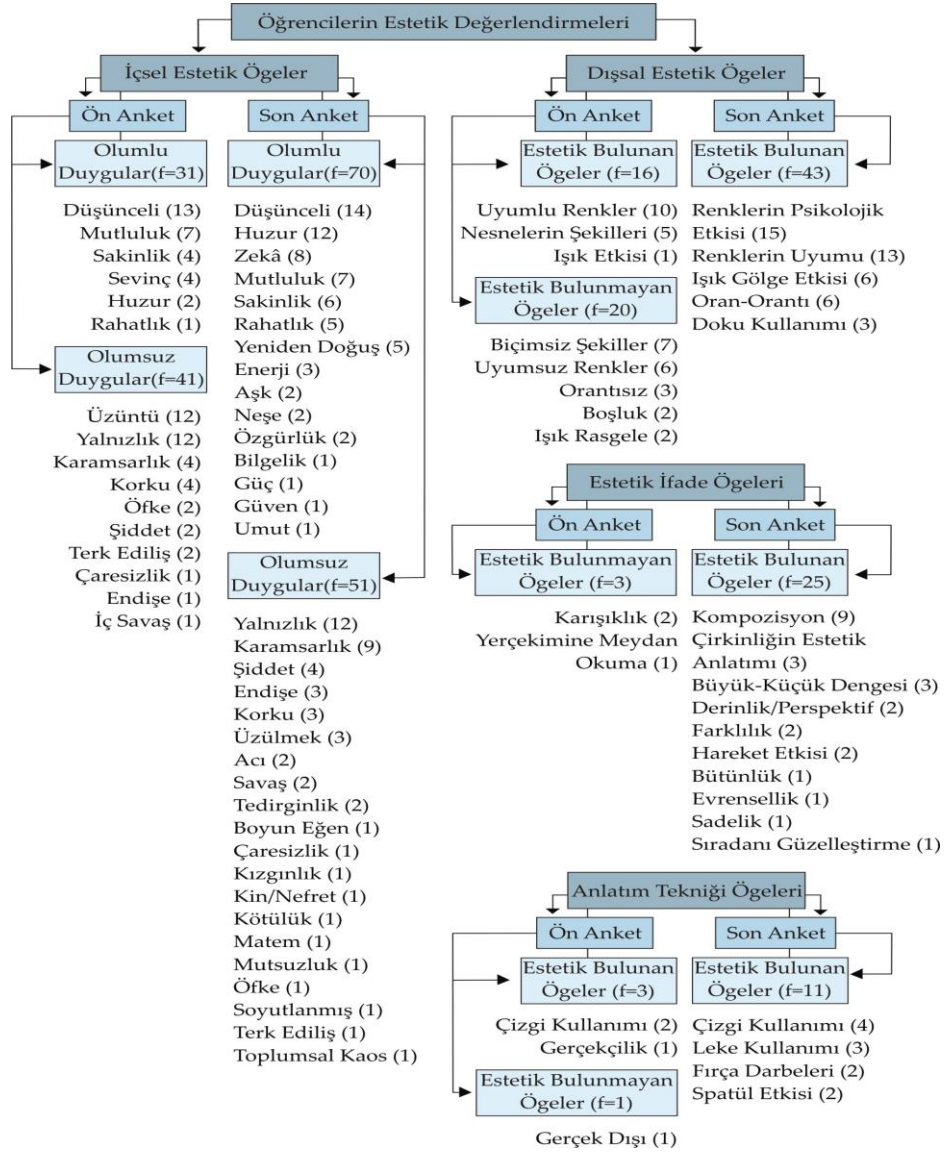 Öğrencilerin Estetik Değerlendirmeleri
İçsel Estetik Ögeler
Ön Anket
Olumlu
Duygular(f=31)
Düşünceli (13)
Mutluluk (7)
Sakinlik (4)
Sevinç (4)
Huzur (2)
Rahatlık (1)
Olumsuz
Duygular(f=41)
Üzüntü (12)
Yalnızlık (12)
Karamsarlık (4)
Korku (4)
Öfke (2)
Şiddet (2)
Terk Ediliş (2)
Çaresizlik (1)
Endişe (1)
İç Savaş (1)
Son Anket
Olumlu
Duygular(f=70)
Düşünceli (14)
Huzur (12)
Zekâ (8)
Mutluluk (7)
Sakinlik (6)
Rahatlık (5)
Yeniden Doğuş (5)
Enerji (3)
Aşk (2)
Neşe (2)
Özgürlük (2)
Bilgelik (1)
Güç (1)
Güven (1)
Umut (1)
Olumsuz
Duygular(f=51)
Yalnızlık (12)
Karamsarlık (9)
Şiddet (4)
Endişe (3)
Korku (3)
Üzülmek (3)
Acı (2)
Savaş (2)
Tedirginlik (2)
Boyun Eğen (1)
Çaresizlik (1)
Kızgınlık (1)
Kin/Nefret (1)
Kötülük (1)
Matem (1)
Mutsuzluk (1)
Öfke (1)
Soyutlanmış (1)
Terk Ediliş (1)
Toplumsal Kaos (1)
Dışsal Estetik Ögeler
Ön Anket
Estetik Bulunan
Ögeler (f=16)
Uyumlu Renkler (10)
Nesnelerin Şekilleri (5)
Işık Etkisi (1)
Estetik Bulunmayan
Ögeler (f=20)
Biçimsiz Şekiller (7)
Uyumsuz Renkler (6)
Orantısız (3)
Boşluk (2)
Işık Rasgele (2)
Son Anket
Estetik Bulunan
Ögeler (f=43)
Renklerin Psikolojik
Etkisi (15)
Renklerin Uyumu (13)
Işık Gölge Etkisi (6)
Oran-Orantı (6)
Doku Kullanımı (3)
Estetik İfade Ögeleri
Ön Anket
Estetik Bulunmayan
Ögeler (f=3)
Karışıklık (2)
Yerçekimine Meydan
Okuma (1)
Son Anket
Estetik Bulunan
Ögeler (f=25)
Kompozisyon (9)
Çirkinliğin Estetik
Anlatımı (3)
Büyük-Küçük Dengesi (3)
Derinlik/Perspektif (2)
Farklılık (2)
Hareket Etkisi (2)
Bütünlük (1)
Evrensellik (1)
Sadelik (1)
Sıradanı Güzelleştirme (1)
Anlatım Tekniği Ögeleri
Ön Anket
Estetik Bulunan
Ögeler (f=3)
Çizgi Kullanımı (2)
Gerçekçilik (1)
Estetik Bulunmayan
Ögeler (f=1)
Gerçek Dışı (1)
Son Anket
Estetik Bulunan
Ögeler (f=11)
Çizgi Kullanımı (4)
Leke Kullanımı (3)
Fırça Darbeleri (2)
Spatül Etkisi (2)